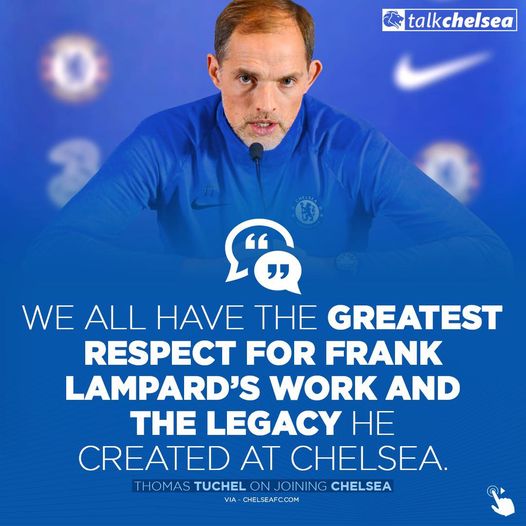 talkchelsea
TT
WE ALL HAVE THE GREATEST
RESPECT FOR FRANK
LAMPARD'S WORK AND
THE LEGACY HE
CREATED AT CHELSEA.
THOMAS TUCHEL ON JOINING CHELSEA
VIA - CHELSEAFC.COM